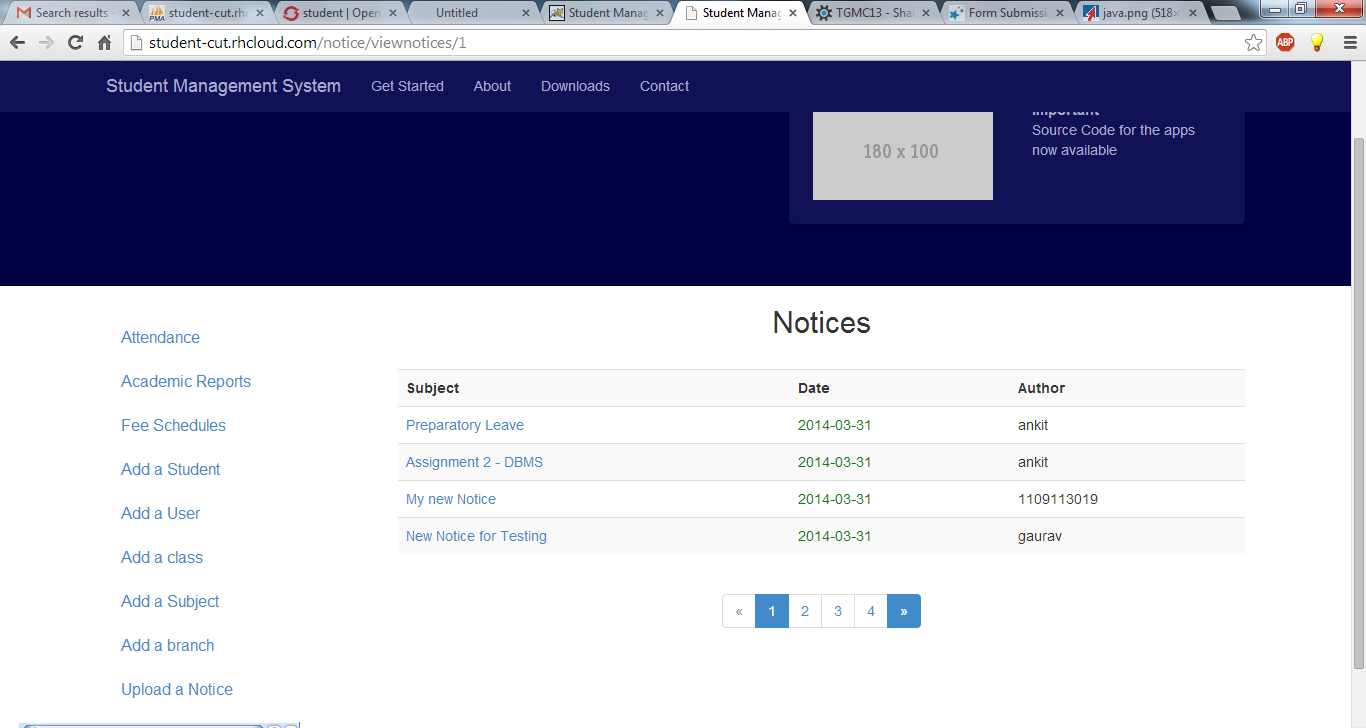 Search results -
student-cut.rh
student | Open
Untitled
Student Manag
Student Manag
TGMC13 - Sha
Form Submissi
java.png (518×
student-cut.rhcloud.com/notice/viewnotices/1
ABP
Student Management System
Get Started
About
Downloads
Contact
180 x 100
Important
Source Code for the apps
now available
Attendance
Academic Reports
Fee Schedules
Add a Student
Add a User
Add a class
Add a Subject
Add a branch
Upload a Notice
Notices
Subject Date Author
Preparatory Leave 2014-03-31 ankit
Assignment 2 - DBMS 2014-03-31 ankit
My new Notice 2014-03-31 1109113019
New Notice for Testing 2014-03-31 gaurav
« 1 2 3 4 »